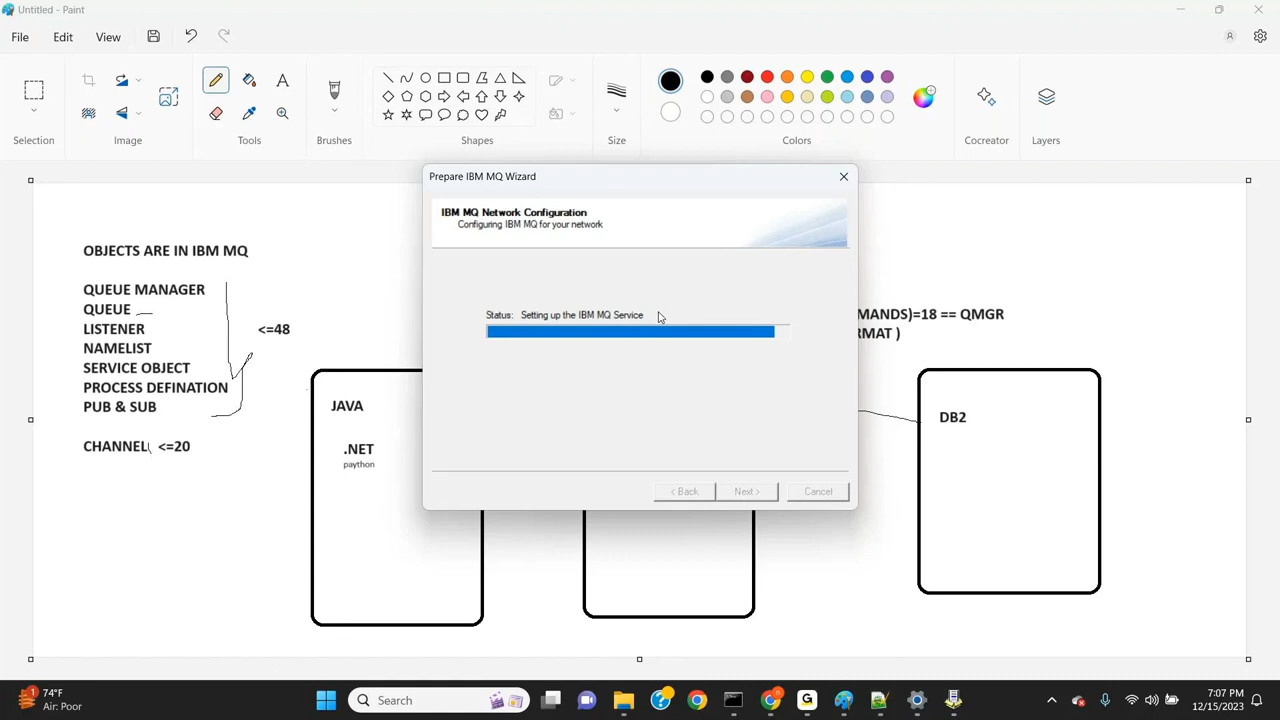 Untitled - Paint
File Edit View
Selection Image Tools Brushes Shapes Size Colors Cocreator Layers
Prepare IBM MQ Wizard
IBM MQ Network Configuration
Configuring IBM MQ for your network
Status: Setting up the IBM MQ Service
< Back Next > Cancel
OBJECTS ARE IN IBM MQ
QUEUE MANAGER
QUEUE
LISTENER <=48
NAMELIST
SERVICE OBJECT
PROCESS DEFINATION
PUB & SUB
CHANNEL <=20
MANDS)=18 == QMGR
RMAT )
JAVA
.NET
paython
DB2
74°F
Air: Poor
1
Search
G
7:07 PM
12/15/2023